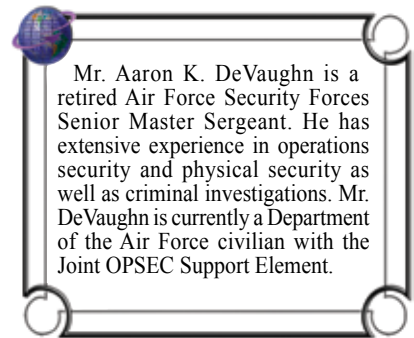 Mr. Aaron K. DeVaughn is a
retired Air Force Security Forces
Senior Master Sergeant. He has
extensive experience in operations
security and physical security as
well as criminal investigations. Mr.
DeVaughn is currently a Department
of the Air Force civilian with the
Joint OPSEC Support Element.